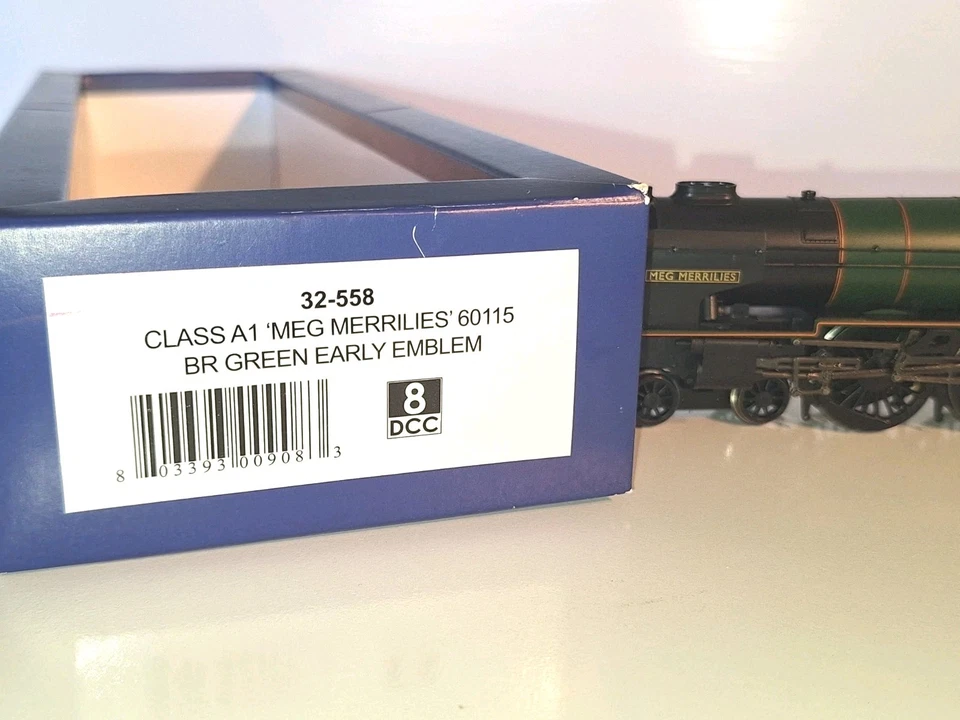 32-558
CLASS A1 ‘MEG MERRILIES’ 60115
BR GREEN EARLY EMBLEM
8
DCC
8 03393 00908 3
MEG MERRILIES